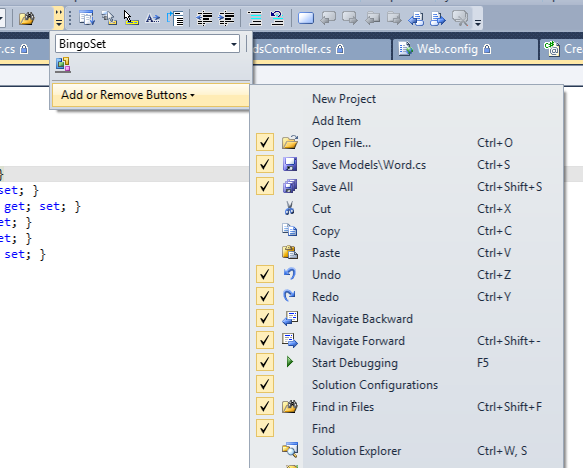 r.cs
BingoSet
dsController.cs
Web.config
Cre
Add or Remove Buttons
New Project
Add Item
Open File... Ctrl+O
Save Models\Word.cs Ctrl+S
Save All Ctrl+Shift+S
Cut Ctrl+X
Copy Ctrl+C
Paste Ctrl+V
Undo Ctrl+Z
Redo Ctrl+Y
Navigate Backward
Navigate Forward Ctrl+Shift+-
Start Debugging F5
Solution Configurations
Find in Files Ctrl+Shift+F
Find
Solution Explorer Ctrl+W, S
}
set; }
get; set; }
et; }
et; }
set; }